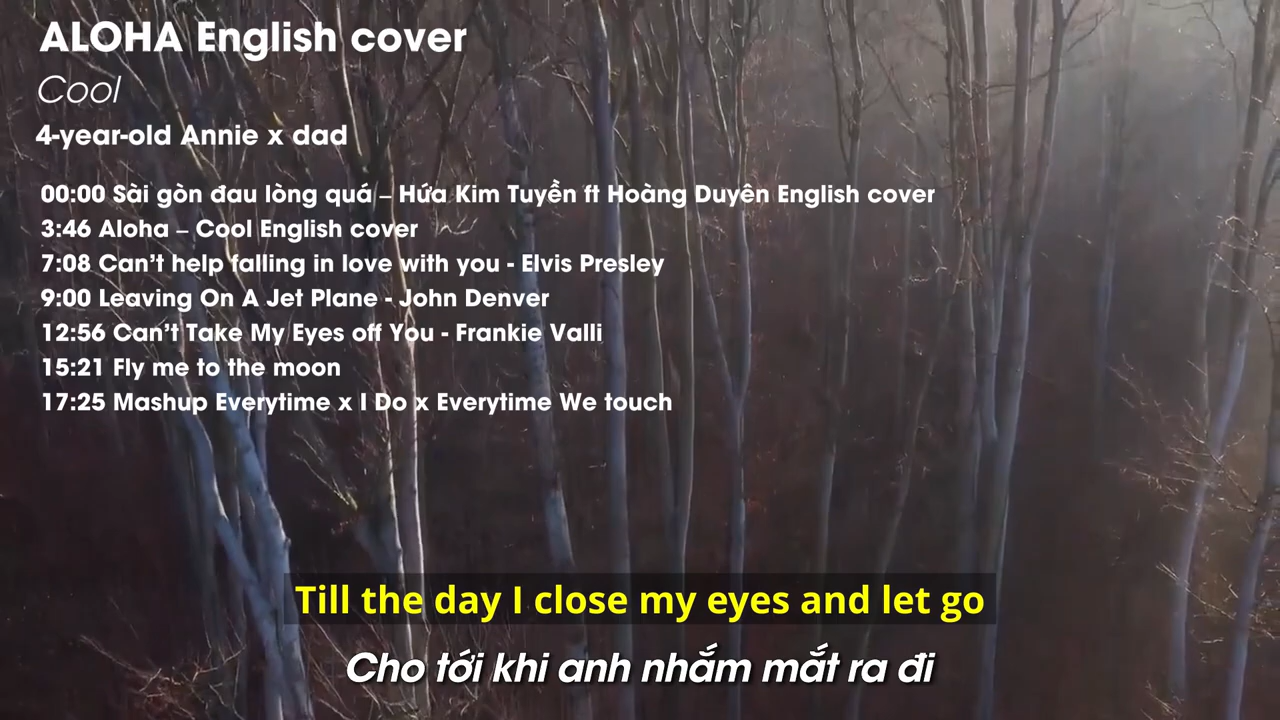 ALOHA English cover
Cool
4-year-old Annie x dad
00:00 Sài gòn đau lòng quá – Hứa Kim Tuyền ft Hoàng Duyên English cover
3:46 Aloha – Cool English cover
7:08 Can’t help falling in love with you - Elvis Presley
9:00 Leaving On A Jet Plane - John Denver
12:56 Can’t Take My Eyes off You - Frankie Valli
15:21 Fly me to the moon
17:25 Mashup Everytime x I Do x Everytime We touch
Till the day I close my eyes and let go
Cho tới khi anh nhắm mắt ra đi